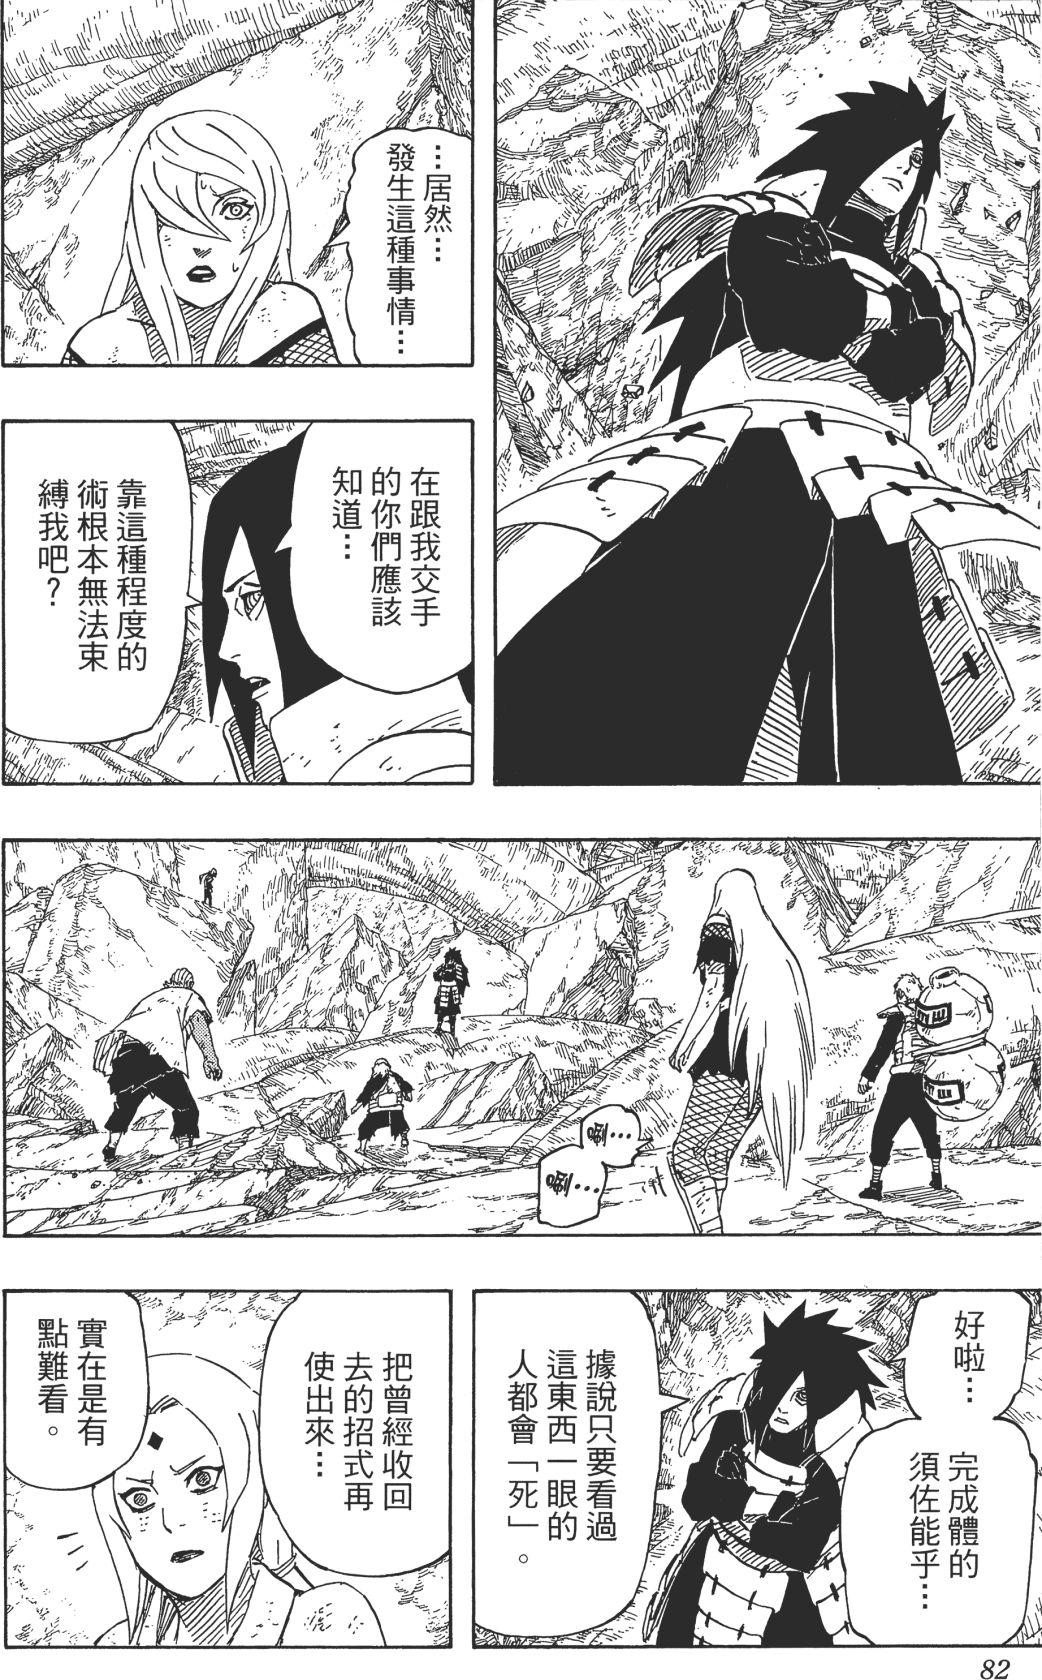 …居然…
發生這種事情…
在跟我交手
的你們應該
知道…
靠這種程度的
術根本無法束
縛我吧？
好啦…
完成體的
須佐能乎…
據說只要看過
這東西一眼的
人都會「死」。
把曾經收回
去的招式再
使出來…
實在是有
點難看。
82